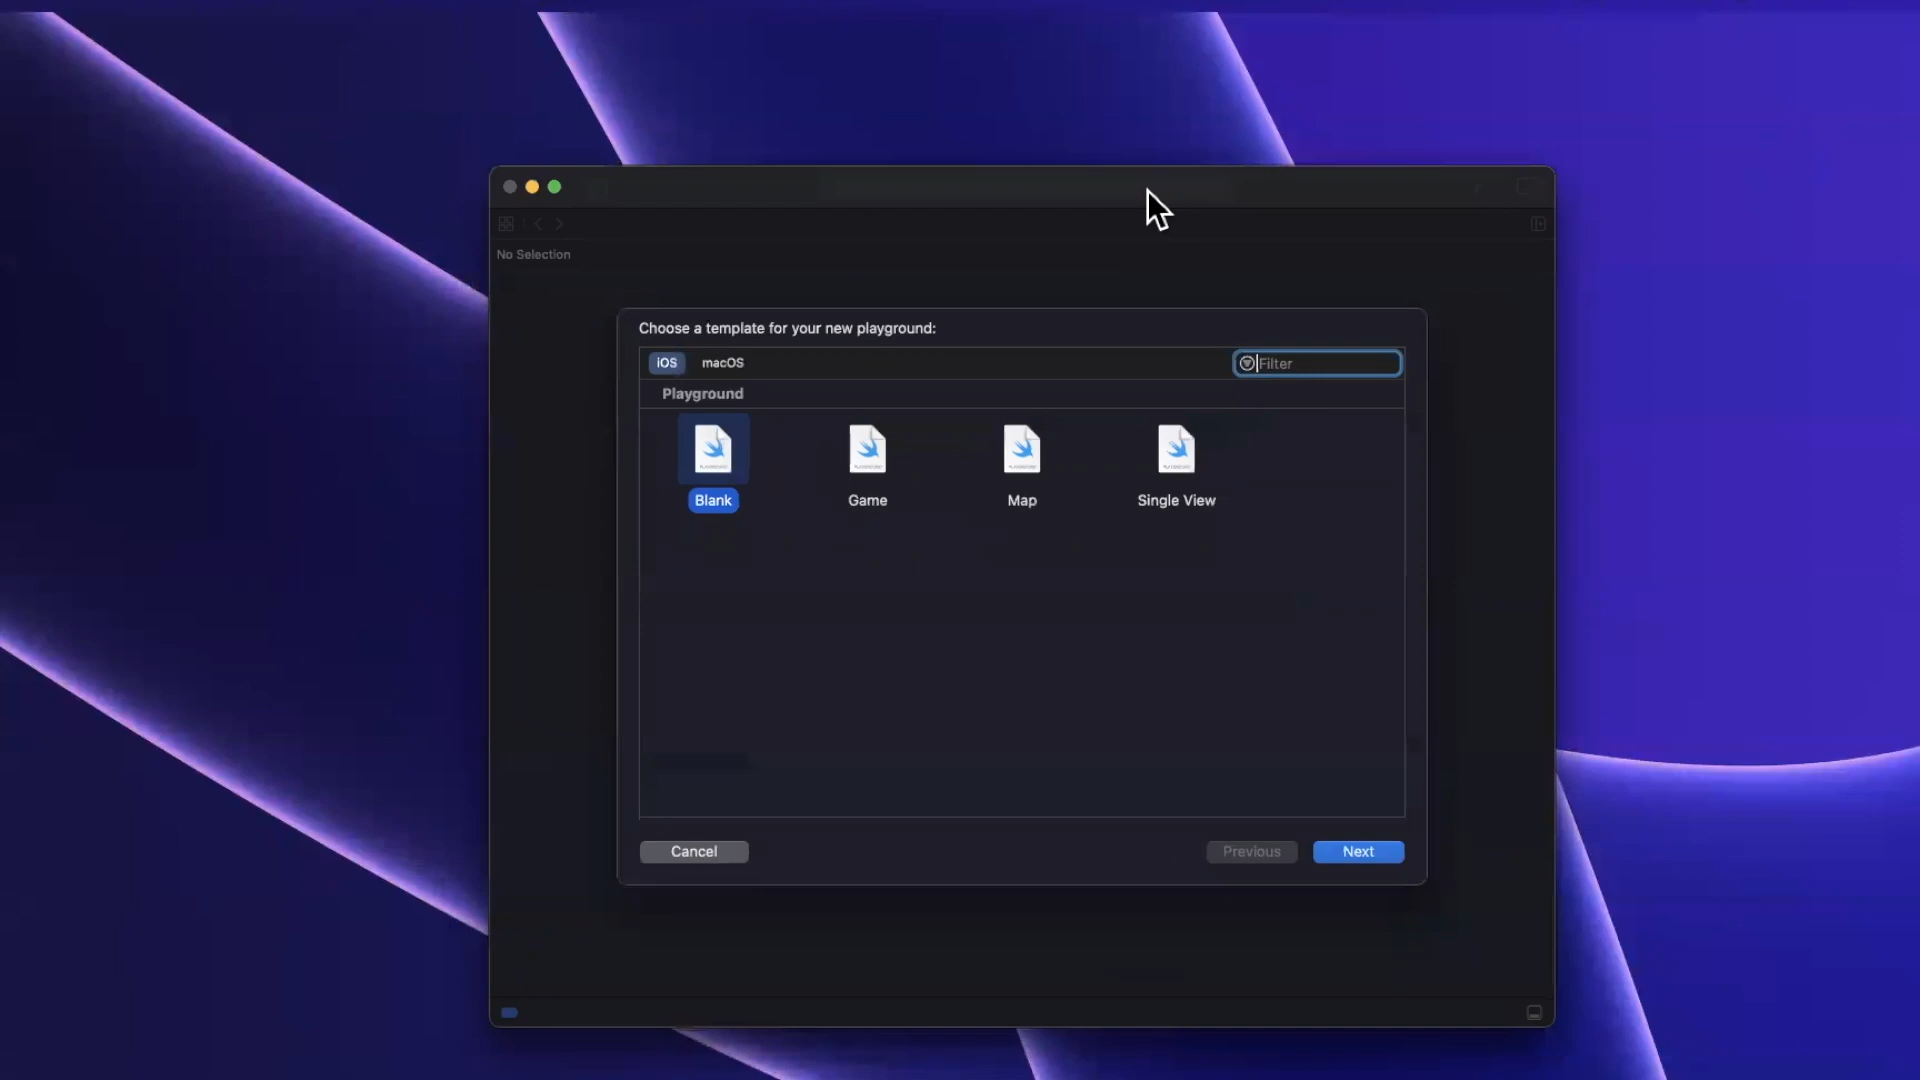 No Selection
Choose a template for your new playground:
iOS macOS Filter
Playground
Blank Game Map Single View
Cancel Previous Next